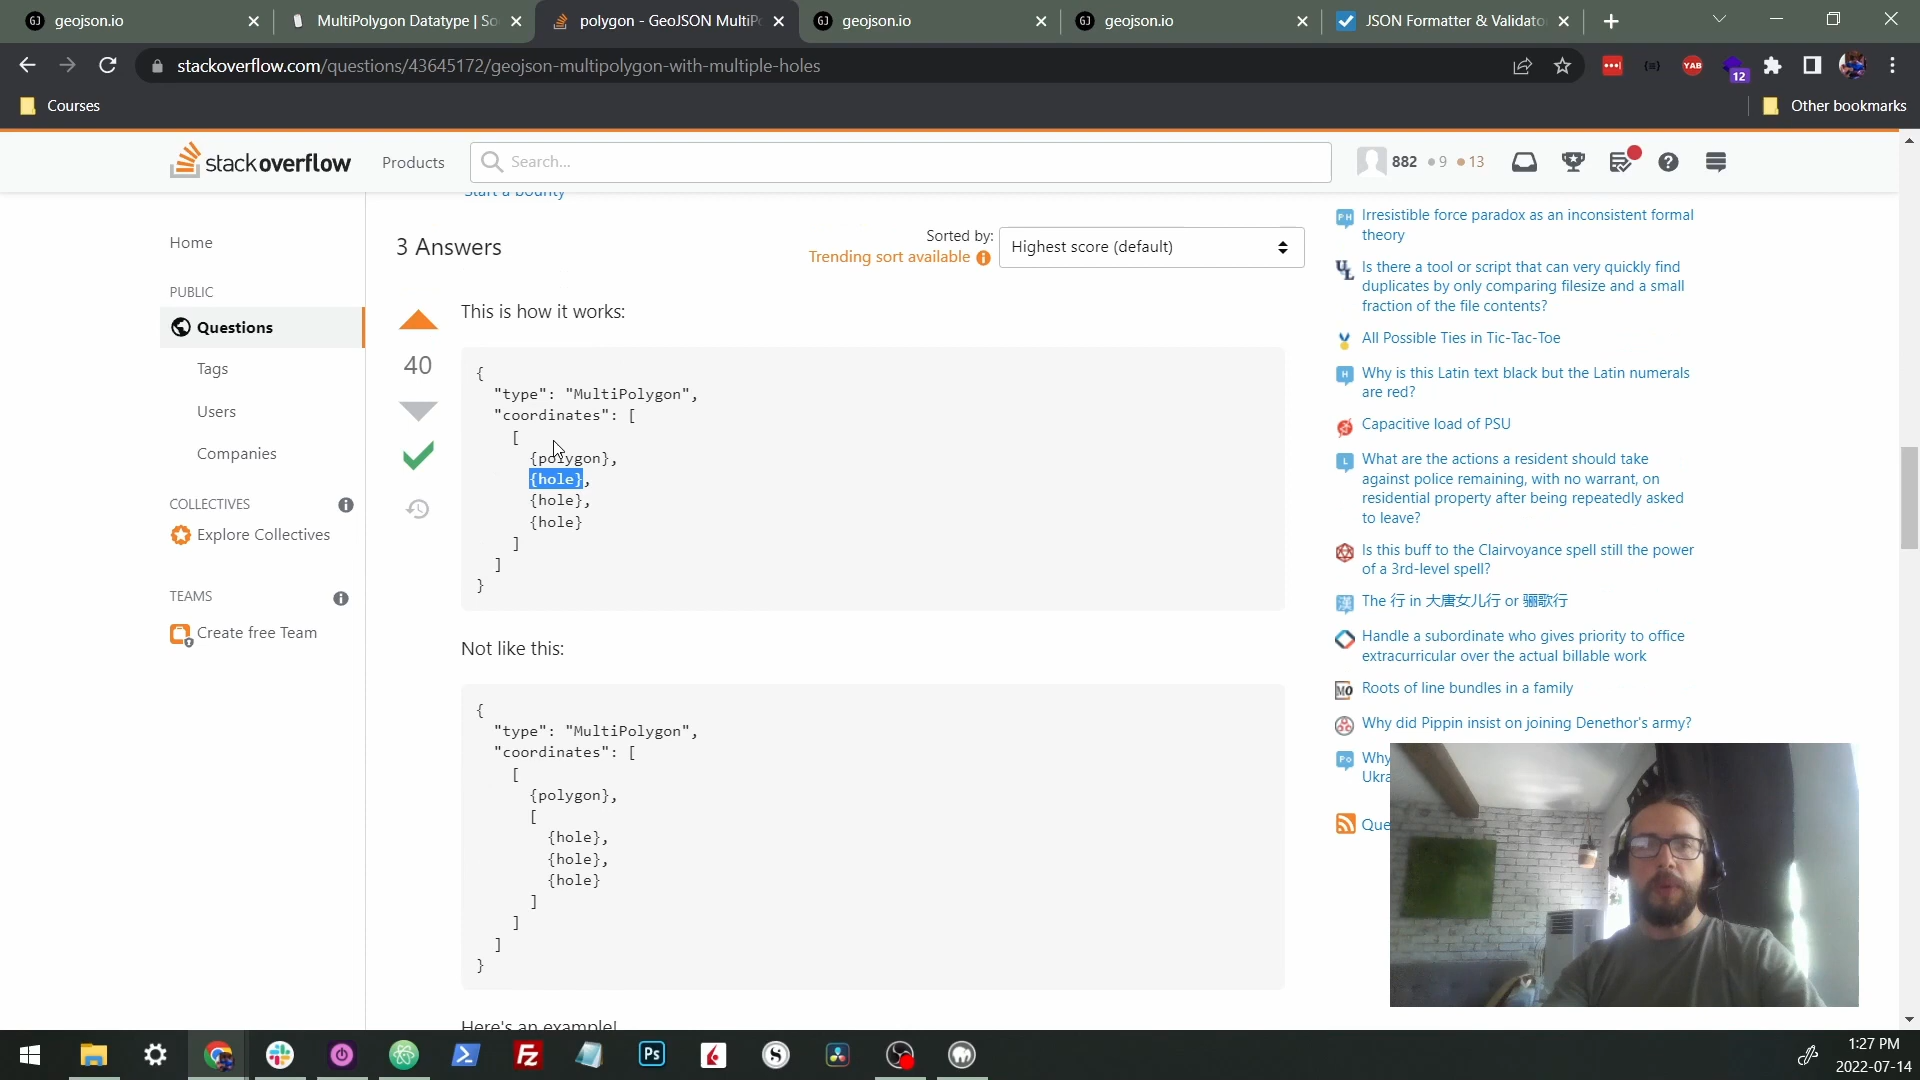 geojson.io
MultiPolygon Datatype | So
polygon - GeoJSON MultiP
geojson.io
geojson.io
JSON Formatter & Validato
stackoverflow.com/questions/43645172/geojson-multipolygon-with-multiple-holes
YAB
12
Courses
Other bookmarks
stackoverflow
Products
Search...
882
9
13
Start a bounty
Home
PUBLIC
Questions
Tags
Users
Companies
COLLECTIVES
Explore Collectives
TEAMS
Create free Team
3 Answers
Sorted by:
Trending sort available
Highest score (default)
40
This is how it works:
{
"type": "MultiPolygon",
"coordinates": [
[
{polygon},
{hole},
{hole},
{hole}
]
]
}
Not like this:
{
"type": "MultiPolygon",
"coordinates": [
[
{polygon},
[
{hole},
{hole},
{hole}
]
]
]
}
Here's an example!
Irresistible force paradox as an inconsistent formal
theory
Is there a tool or script that can very quickly find
duplicates by only comparing filesize and a small
fraction of the file contents?
All Possible Ties in Tic-Tac-Toe
Why is this Latin text black but the Latin numerals
are red?
Capacitive load of PSU
What are the actions a resident should take
against police remaining, with no warrant, on
residential property after being repeatedly asked
to leave?
Is this buff to the Clairvoyance spell still the power
of a 3rd-level spell?
The 行 in 大唐女儿行 or 骊歌行
Handle a subordinate who gives priority to office
extracurricular over the actual billable work
Roots of line bundles in a family
Why did Pippin insist on joining Denethor's army?
Why
Ukra
Que
1:27 PM
2022-07-14